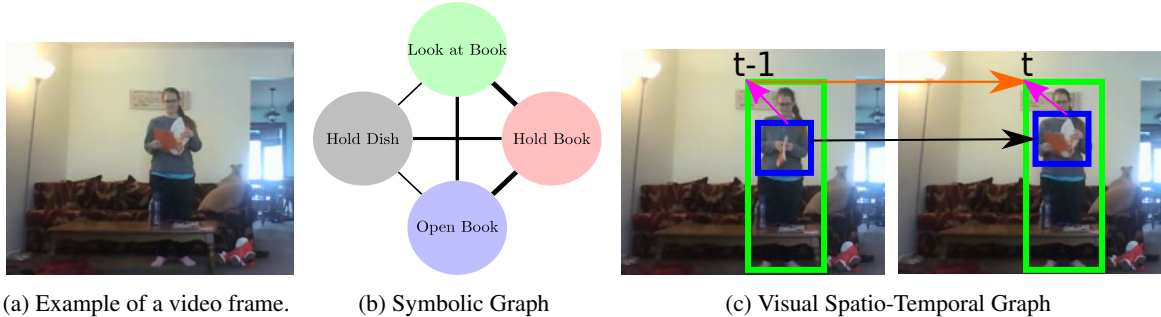 Look at Book
Hold Dish
Hold Book
Open Book
t-1
t
(a) Example of a video frame.
(b) Symbolic Graph
(c) Visual Spatio-Temporal Graph